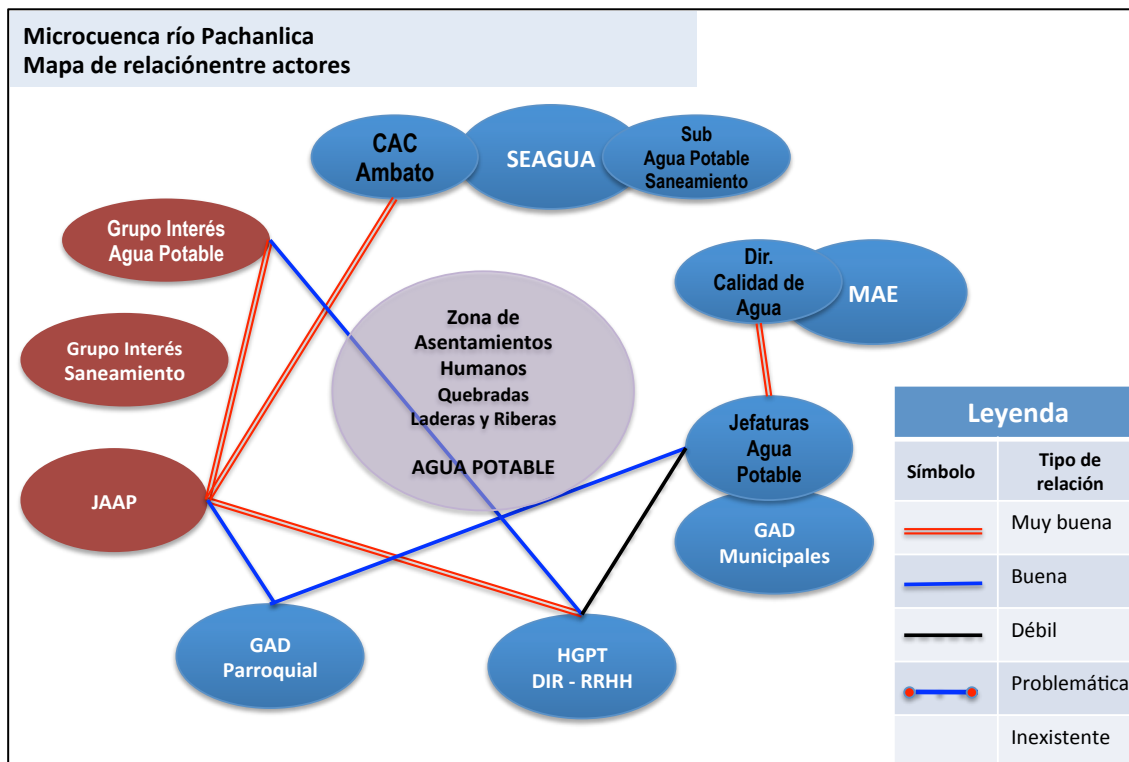 Microcuenca río Pachanlica
Mapa de relaciónentre actores
CAC
Ambato
SEAGUA
Sub
Agua Potable
Saneamiento
Grupo Interés
Agua Potable
Dir.
Calidad de
Agua
MAE
Zona de
Asentamientos
Humanos
Quebradas
Laderas y Riberas
AGUA POTABLE
Grupo Interés
Saneamiento
Jefaturas
Agua
Potable
JAAP
GAD
Municipales
GAD
Parroquial
HGPT
DIR - RRHH
Leyenda
Símbolo
Tipo de
relación
Muy buena
Buena
Débil
Problemática
Inexistente